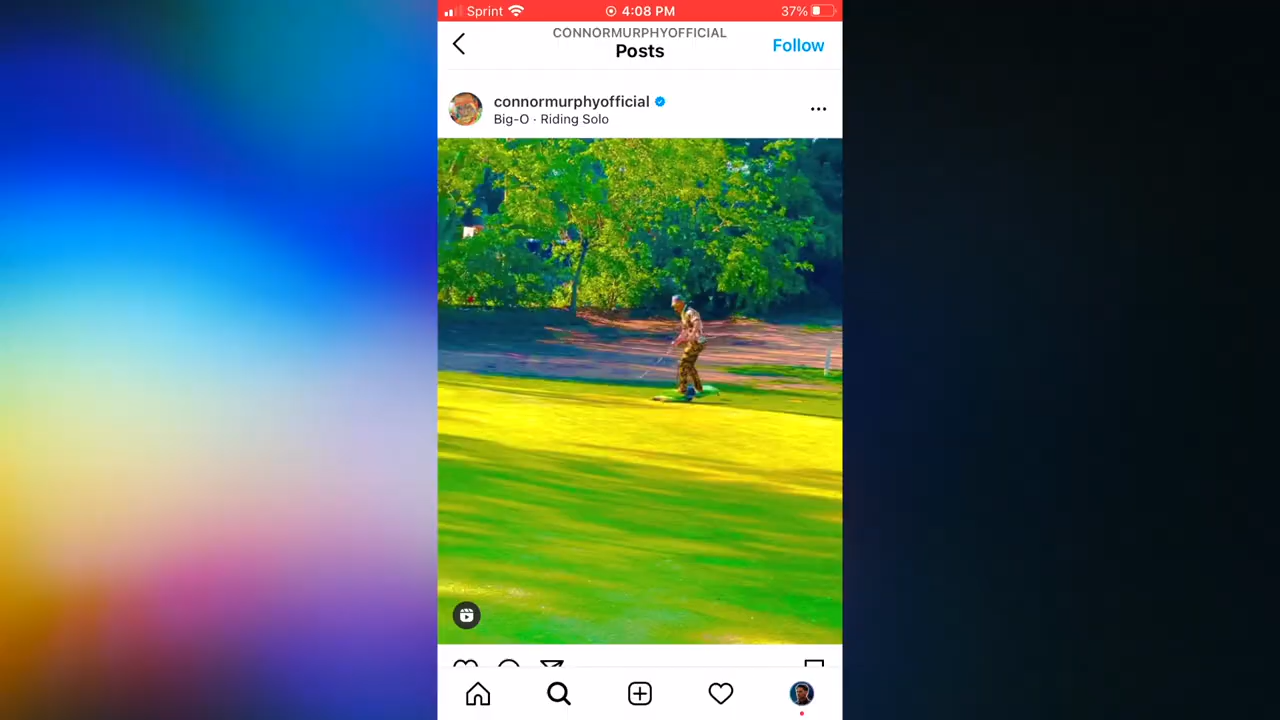 Sprint 4:08 PM 37%
CONNORMURPHYOFFICIAL
Posts
Follow
connormurphyofficial
Big-O · Riding Solo